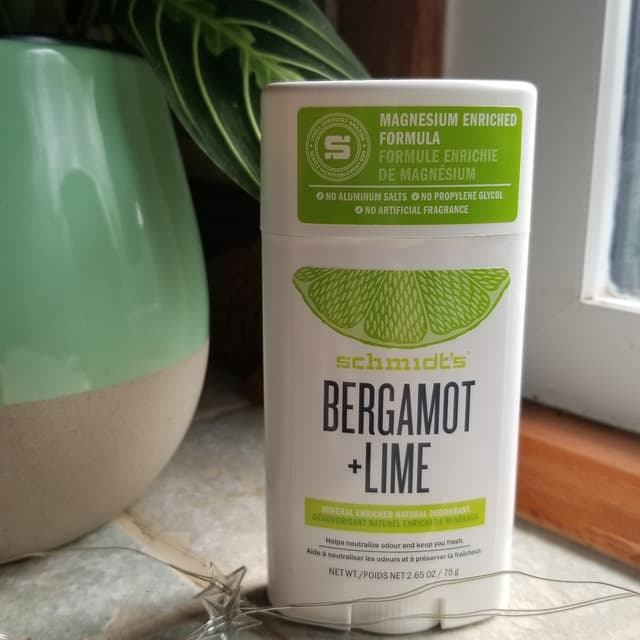 MAGNESIUM ENRICHED
FORMULA
FORMULE ENRICHIE
DE MAGNÉSIUM
NO ALUMINUM SALTS NO PROPYLENE GLYCOL
NO ARTIFICIAL FRAGRANCE
schmidt's
BERGAMOT
+LIME
MINERAL ENRICHED NATURAL DEODORANT
DÉSODORISANT NATUREL ENRICHI DE MINÉRAUX
Helps neutralize odour and keep you fresh.
Aide à neutraliser les odeurs et à préserver la fraîcheur.
NET WT./POIDS NET 2.65 OZ / 75 g